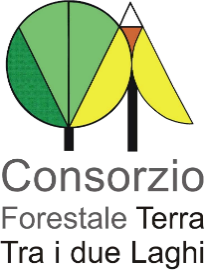 Consorzio
Forestale Terra
Tra i due Laghi